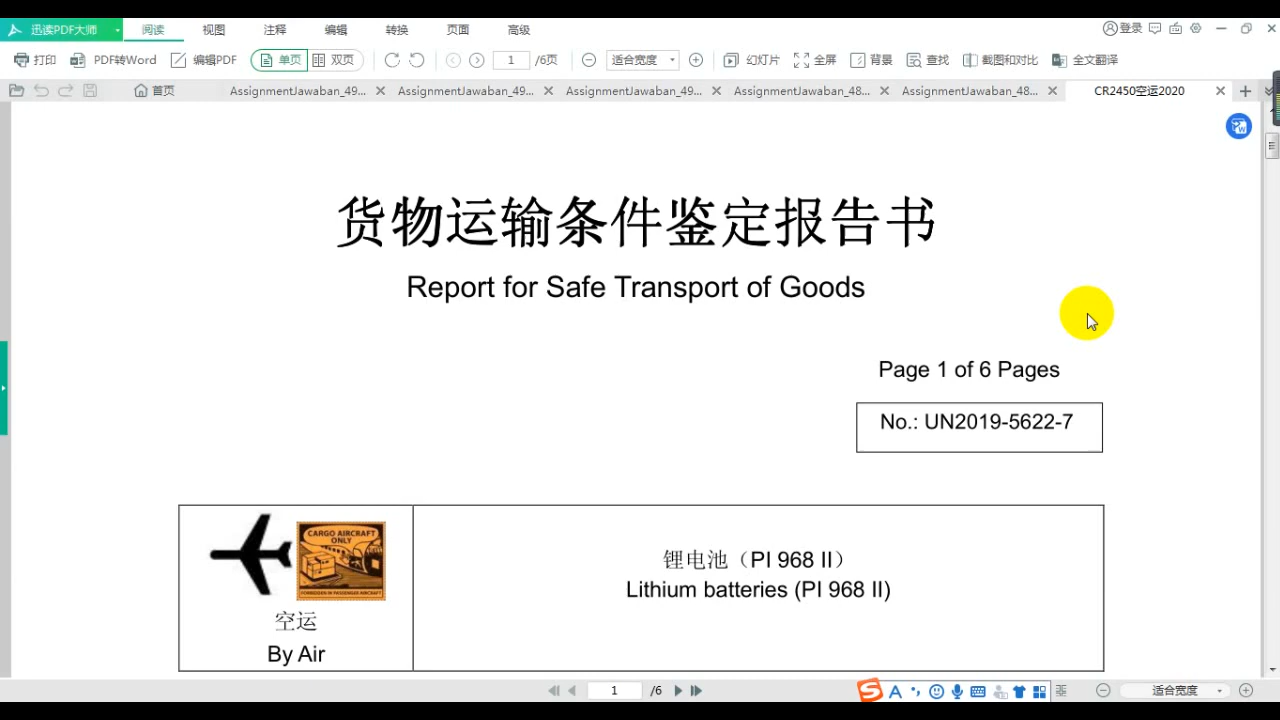 迅读PDF大师
阅读
视图
注释
编辑
转换
页面
高级
登录
打印
PDF转Word
编辑PDF
单页
双页
1
/6页
适合宽度
幻灯片
全屏
背景
查找
截图和对比
全文翻译
首页
AssignmentJawaban_49...
AssignmentJawaban_49...
AssignmentJawaban_49...
AssignmentJawaban_48...
AssignmentJawaban_48...
CR2450空运2020
货物运输条件鉴定报告书
Report for Safe Transport of Goods
Page 1 of 6 Pages
No.: UN2019-5622-7
CARGO AIRCRAFT
ONLY
FORBIDDEN IN PASSENGER AIRCRAFT
空运
By Air
锂电池（PI 968 II）
Lithium batteries (PI 968 II)
1
/6
适合宽度